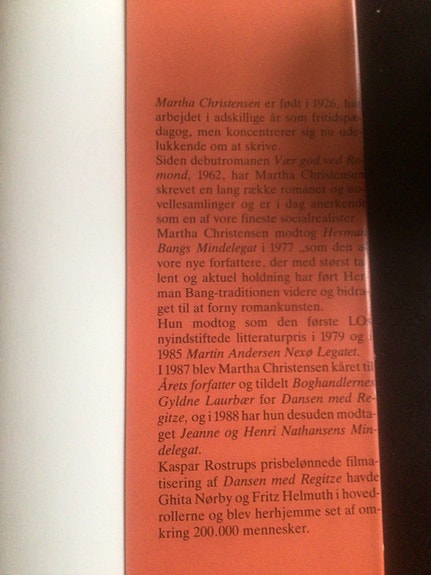 Martha Christensen er født i 1926, har
arbejdet i adskillige år som fritidspæ-
dagog, men koncentrerer sig nu ude-
lukkende om at skrive.
Siden debutromanen Vær god ved Re-
mond, 1962, har Martha Christensen
skrevet en lang række romaner og no-
vellesamlinger og er i dag anerkendt
som en af vore fineste socialrealister.
Martha Christensen modtog Herman
Bangs Mindelegat i 1977 „som den af
vore nye forfattere, der med størst ta-
lent og aktuel holdning har ført Her-
man Bang-traditionen videre og bidra-
get til at forny romankunsten.
Hun modtog som den første LOs
nyindstiftede litteraturpris i 1979 og i
1985 Martin Andersen Nexø Legatet.
I 1987 blev Martha Christensen kåret til
Årets forfatter og tildelt Boghandlernes
Gyldne Laurbær for Dansen med Re-
gitze, og i 1988 har hun desuden modta-
get Jeanne og Henri Nathansens Min-
delegat.
Kaspar Rostrups prisbelønnede filma-
tisering af Dansen med Regitze havde
Ghita Nørby og Fritz Helmuth i hoved-
rollerne og blev herhjemme set af om-
kring 200.000 mennesker.